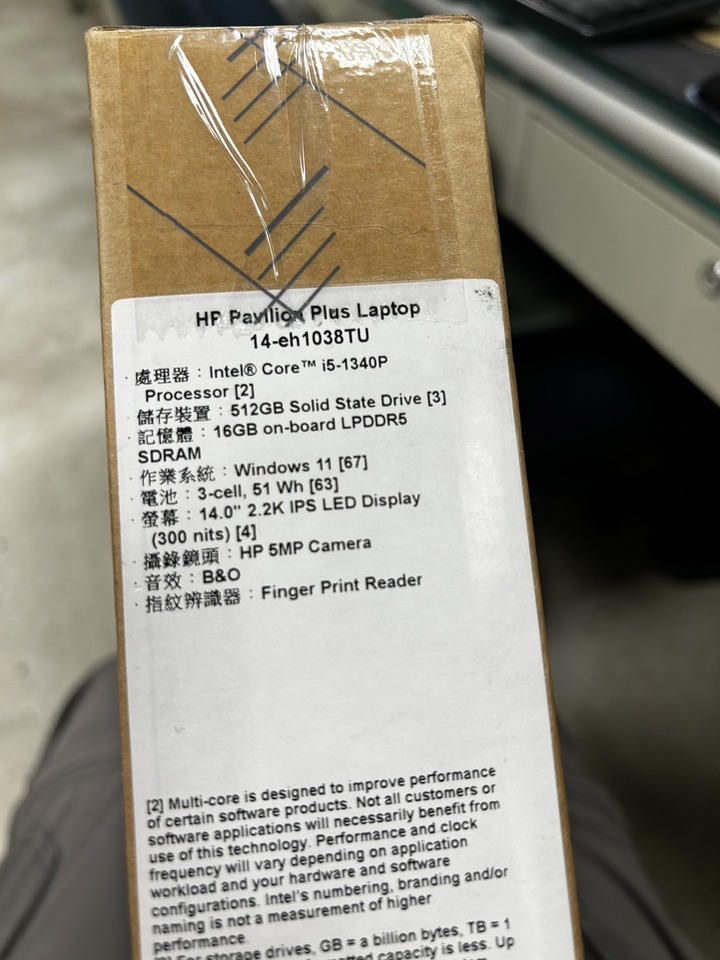 HP Pavilion Plus Laptop
14-eh1038TU
· 處理器：Intel® Core™ i5-1340P
Processor [2]
· 儲存裝置：512GB Solid State Drive [3]
· 記憶體：16GB on-board LPDDR5
SDRAM
· 作業系統：Windows 11 [67]
· 電池：3-cell, 51 Wh [63]
· 螢幕：14.0" 2.2K IPS LED Display
(300 nits) [4]
· 攝錄鏡頭：HP 5MP Camera
· 音效：B&O
· 指紋辨識器：Finger Print Reader
[2] Multi-core is designed to improve performance
of certain software products. Not all customers or
software applications will necessarily benefit from
use of this technology. Performance and clock
frequency will vary depending on application
workload and your hardware and software
configurations. Intel's numbering, branding and/or
naming is not a measurement of higher
performance.
For storage drives, GB = a billion bytes, TB = 1
capacity is less. Up